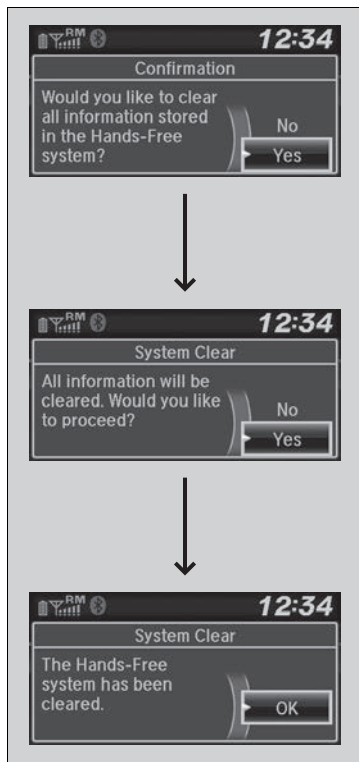 RM
12:34
Confirmation
Would you like to clear
all information stored
in the Hands-Free
system?
No
Yes
RM
12:34
System Clear
All information will be
cleared. Would you like
to proceed?
No
Yes
RM
12:34
System Clear
The Hands-Free
system has been
cleared.
OK